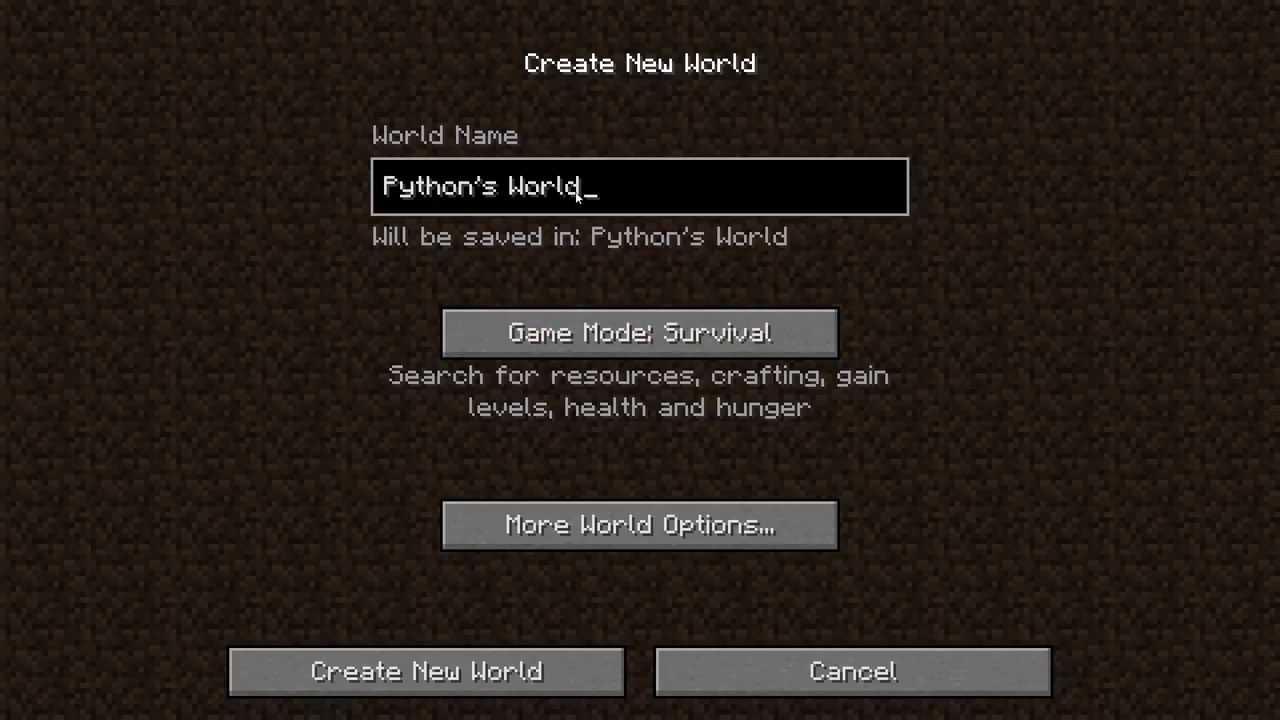 Create New World
World Name
Python's World_
Will be saved in: Python's World
Game Mode: Survival
Search for resources, crafting, gain
levels, health and hunger
More World Options...
Create New World
Cancel